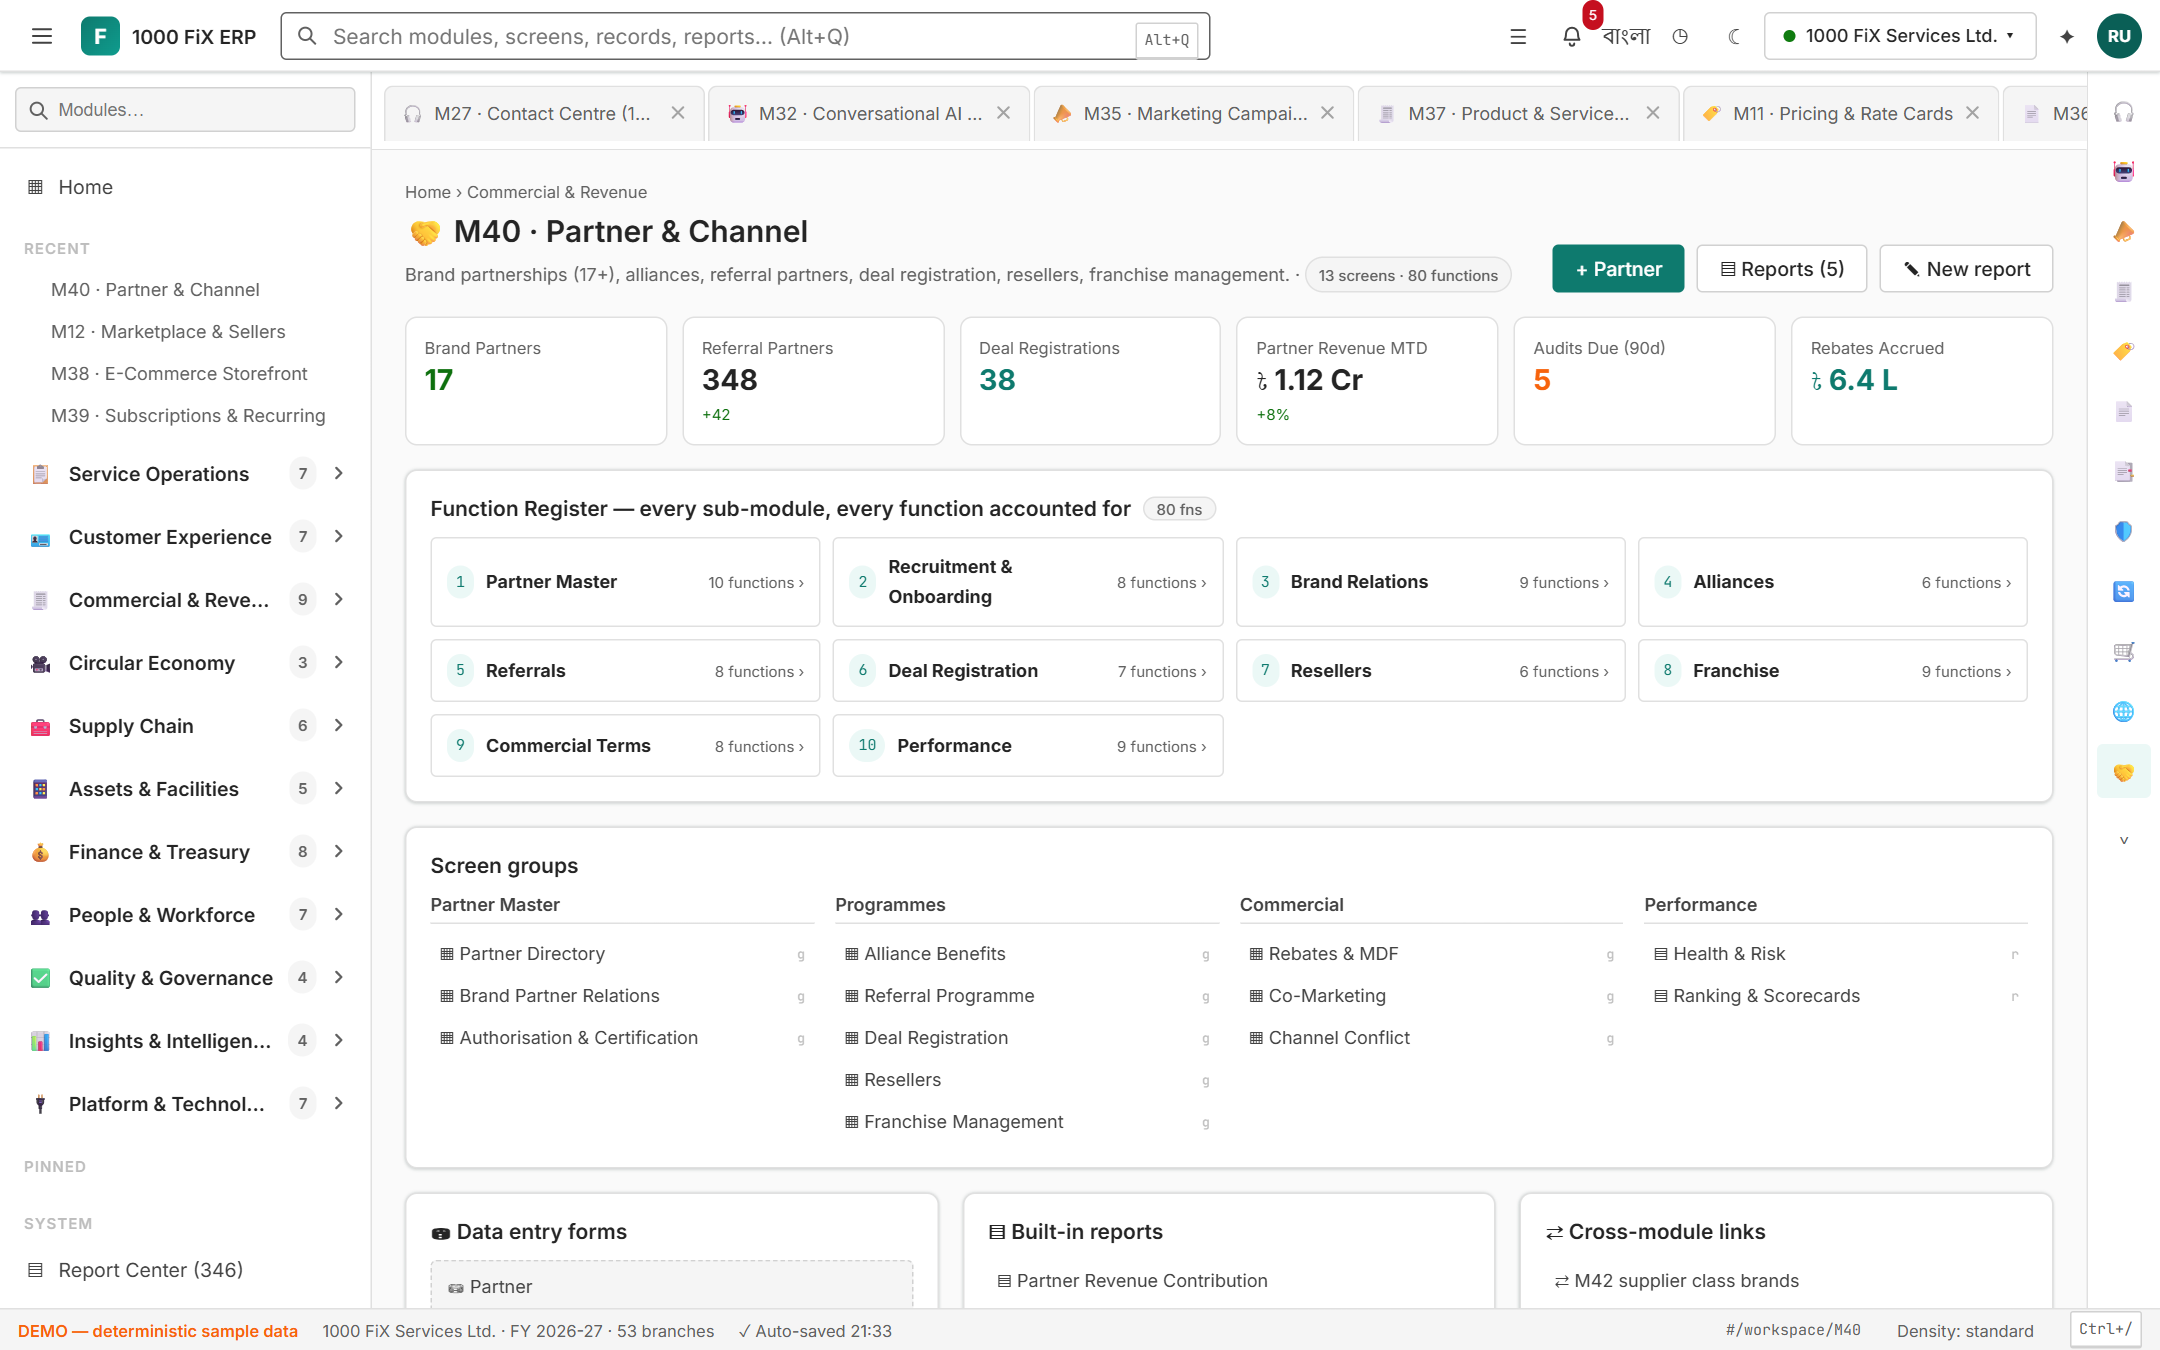 F 1000 FiX ERP
Search modules, screens, records, reports... (Alt+Q) Alt+Q
5
বাংলা
1000 FiX Services Ltd.
RU
Modules...
M27 · Contact Centre (1...
M32 · Conversational AI ...
M35 · Marketing Campai...
M37 · Product & Service...
M11 · Pricing & Rate Cards
M36
Home
RECENT
M40 · Partner & Channel
M12 · Marketplace & Sellers
M38 · E-Commerce Storefront
M39 · Subscriptions & Recurring
Service Operations 7
Customer Experience 7
Commercial & Reve... 9
Circular Economy 3
Supply Chain 6
Assets & Facilities 5
Finance & Treasury 8
People & Workforce 7
Quality & Governance 4
Insights & Intelligen... 4
Platform & Technol... 7
PINNED
SYSTEM
Report Center (346)
Home › Commercial & Revenue
M40 · Partner & Channel
Brand partnerships (17+), alliances, referral partners, deal registration, resellers, franchise management. · 13 screens · 80 functions
+ Partner
Reports (5)
New report
Brand Partners
17
Referral Partners
348
+42
Deal Registrations
38
Partner Revenue MTD
৳ 1.12 Cr
+8%
Audits Due (90d)
5
Rebates Accrued
৳ 6.4 L
Function Register — every sub-module, every function accounted for 80 fns
1 Partner Master 10 functions ›
2 Recruitment & Onboarding 8 functions ›
3 Brand Relations 9 functions ›
4 Alliances 6 functions ›
5 Referrals 8 functions ›
6 Deal Registration 7 functions ›
7 Resellers 6 functions ›
8 Franchise 9 functions ›
9 Commercial Terms 8 functions ›
10 Performance 9 functions ›
Screen groups
Partner Master
Partner Directory g
Brand Partner Relations g
Authorisation & Certification g
Programmes
Alliance Benefits g
Referral Programme g
Deal Registration g
Resellers g
Franchise Management g
Commercial
Rebates & MDF g
Co-Marketing g
Channel Conflict g
Performance
Health & Risk r
Ranking & Scorecards r
Data entry forms
Partner
Built-in reports
Partner Revenue Contribution
Cross-module links
⇄ M42 supplier class brands
DEMO — deterministic sample data
1000 FiX Services Ltd. · FY 2026-27 · 53 branches
✓ Auto-saved 21:33
#/workspace/M40
Density: standard
Ctrl+/